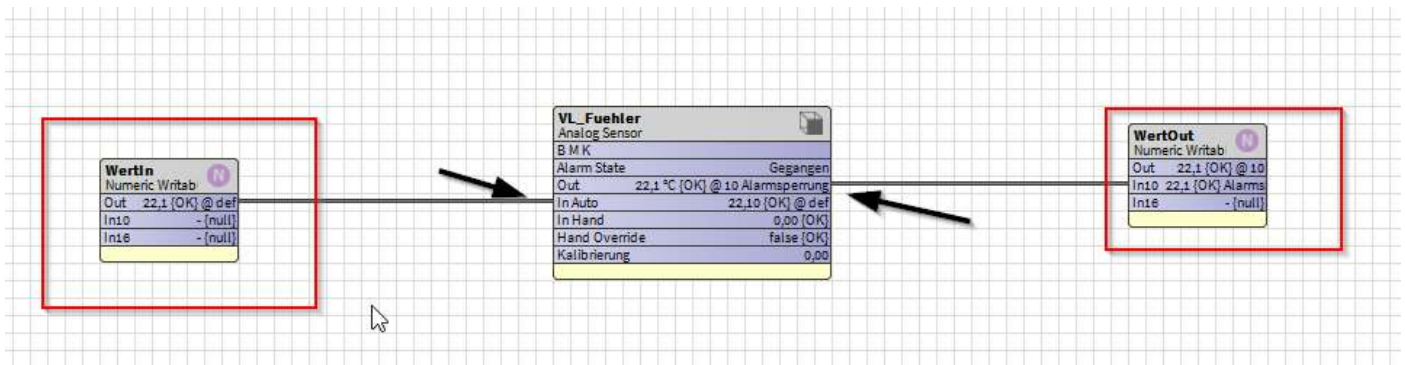 WertIn
Numeric Writab
Out 22,1 {OK} @ def
In10 - {null}
In16 - {null}
VL_Fuehler
Analog Sensor
B M K
Alarm State Gegangen
Out 22,1 °C {OK} @ 10 Alarmsperrung
In Auto 22,10 {OK} @ def
In Hand 0,00 {OK}
Hand Override false {OK}
Kalibrierung 0,00
WertOut
Numeric Writab
Out 22,1 {OK} @ 10
In10 22,1 {OK} Alarms
In16 - {null}
N
N